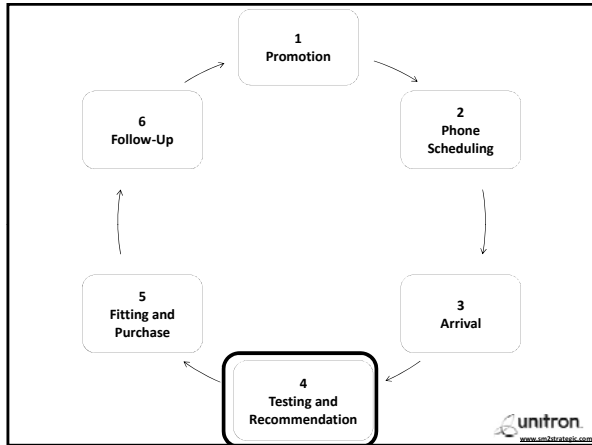 1
Promotion
2
Phone
Scheduling
3
Arrival
4
Testing and
Recommendation
5
Fitting and
Purchase
6
Follow-Up
unitron.
www.sm2strategic.com